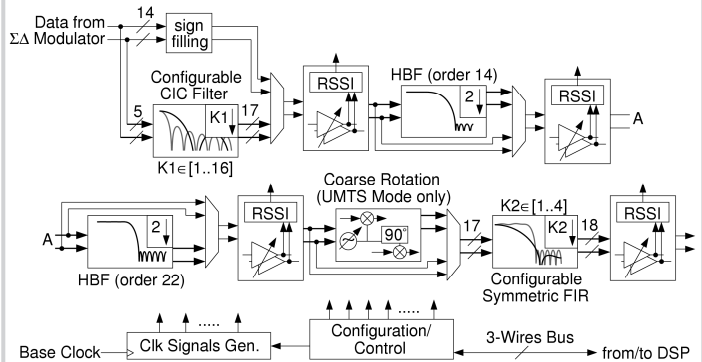 Data from
ΣΔ Modulator
14
sign
filling
Configurable
CIC Filter
5
K1
17
K1∈[1..16]
RSSI
HBF (order 14)
2
RSSI
A
A
2
HBF (order 22)
RSSI
Coarse Rotation
(UMTS Mode only)
90°
17
K2∈[1..4]
K2
18
Configurable
Symmetric FIR
RSSI
.....
.....
Base Clock
Clk Signals Gen.
Configuration/
Control
3-Wires Bus
from/to DSP